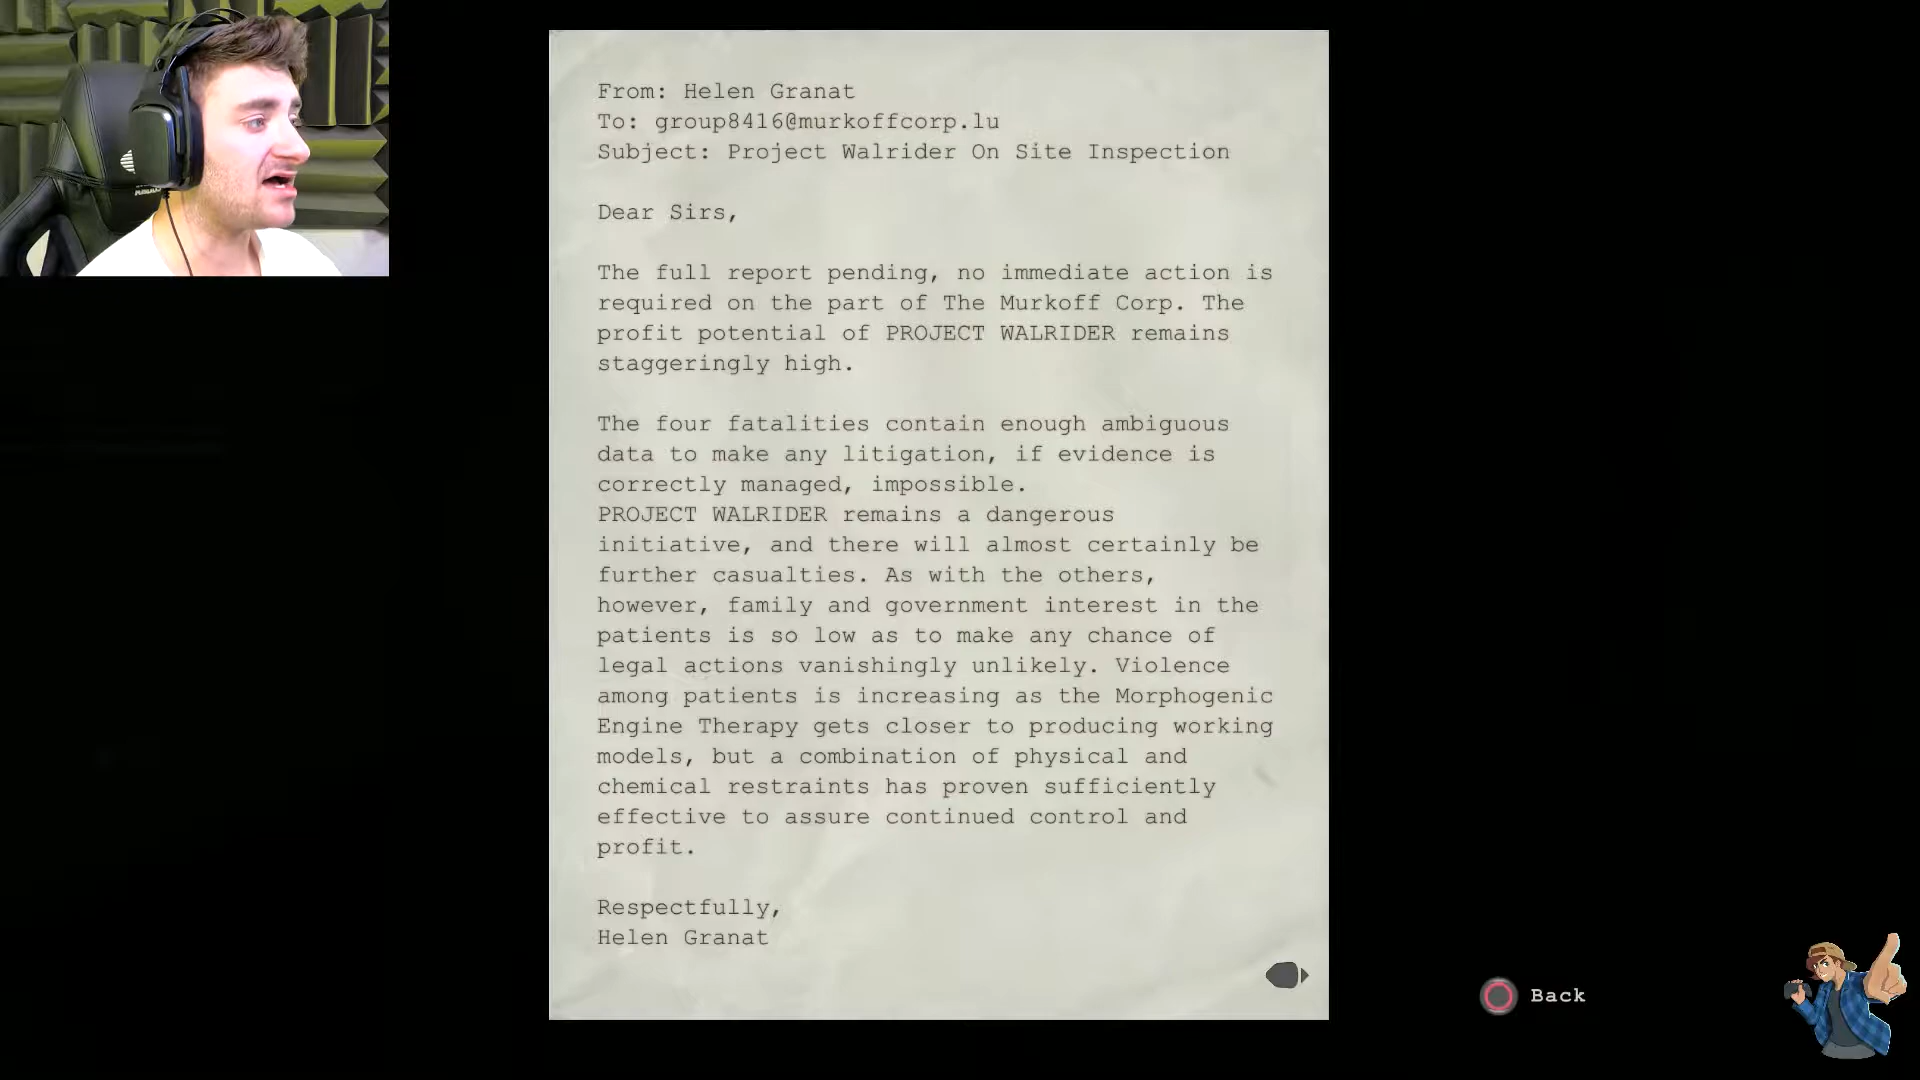 From: Helen Granat
To: group8416@murkoffcorp.lu
Subject: Project Walrider On Site Inspection
Dear Sirs,
The full report pending, no immediate action is
required on the part of The Murkoff Corp. The
profit potential of PROJECT WALRIDER remains
staggeringly high.
The four fatalities contain enough ambiguous
data to make any litigation, if evidence is
correctly managed, impossible.
PROJECT WALRIDER remains a dangerous
initiative, and there will almost certainly be
further casualties. As with the others,
however, family and government interest in the
patients is so low as to make any chance of
legal actions vanishingly unlikely. Violence
among patients is increasing as the Morphogenic
Engine Therapy gets closer to producing working
models, but a combination of physical and
chemical restraints has proven sufficiently
effective to assure continued control and
profit.
Respectfully,
Helen Granat
Back